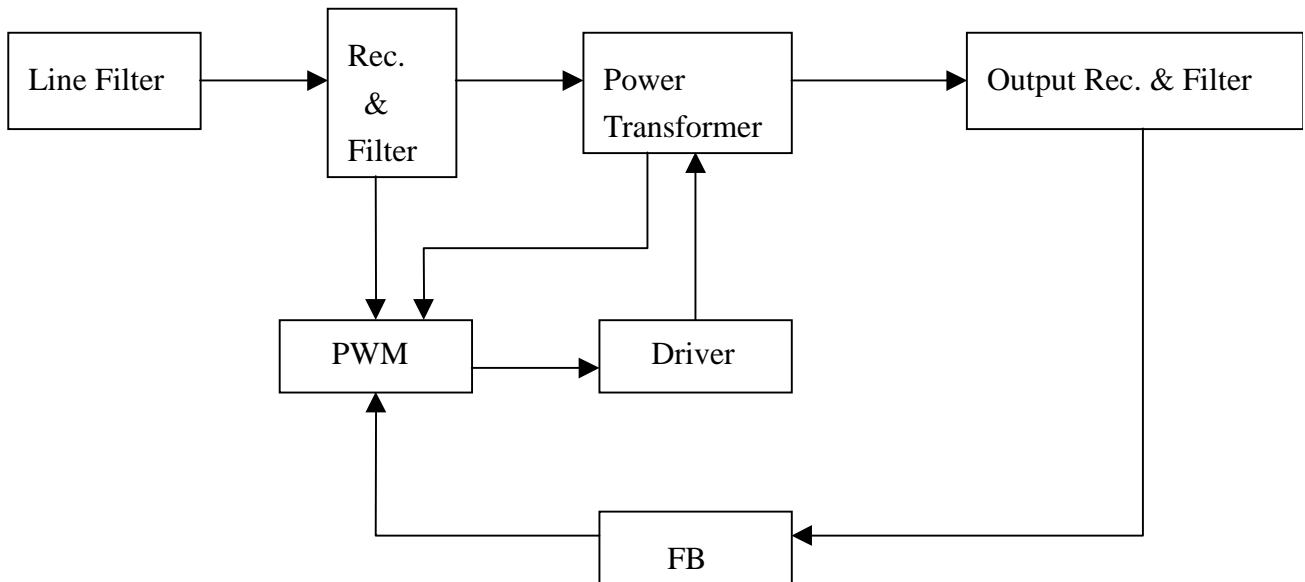 Line Filter
Rec.
&
Filter
Power
Transformer
Output Rec. & Filter
PWM
Driver
FB